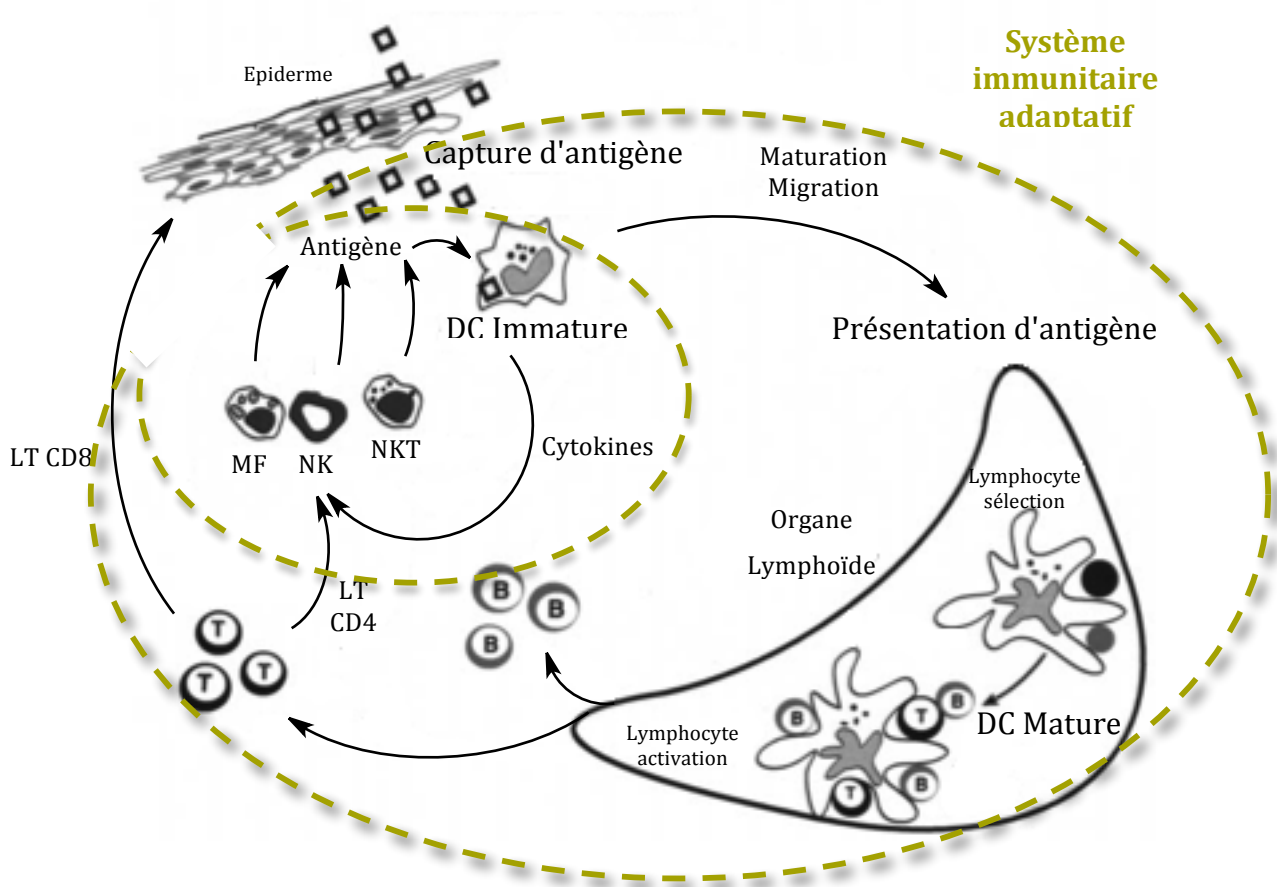 Système
immunitaire
adaptatif
Epiderme
Capture d'antigène
Maturation
Migration
Antigène
DC Immature
Présentation d'antigène
MF
NK
NKT
Cytokines
LT CD8
Lymphocyte
sélection
Organe
Lymphoïde
LT
CD4
B
B
B
T
T
T
B
T
B
DC Mature
Lymphocyte
activation
T
B